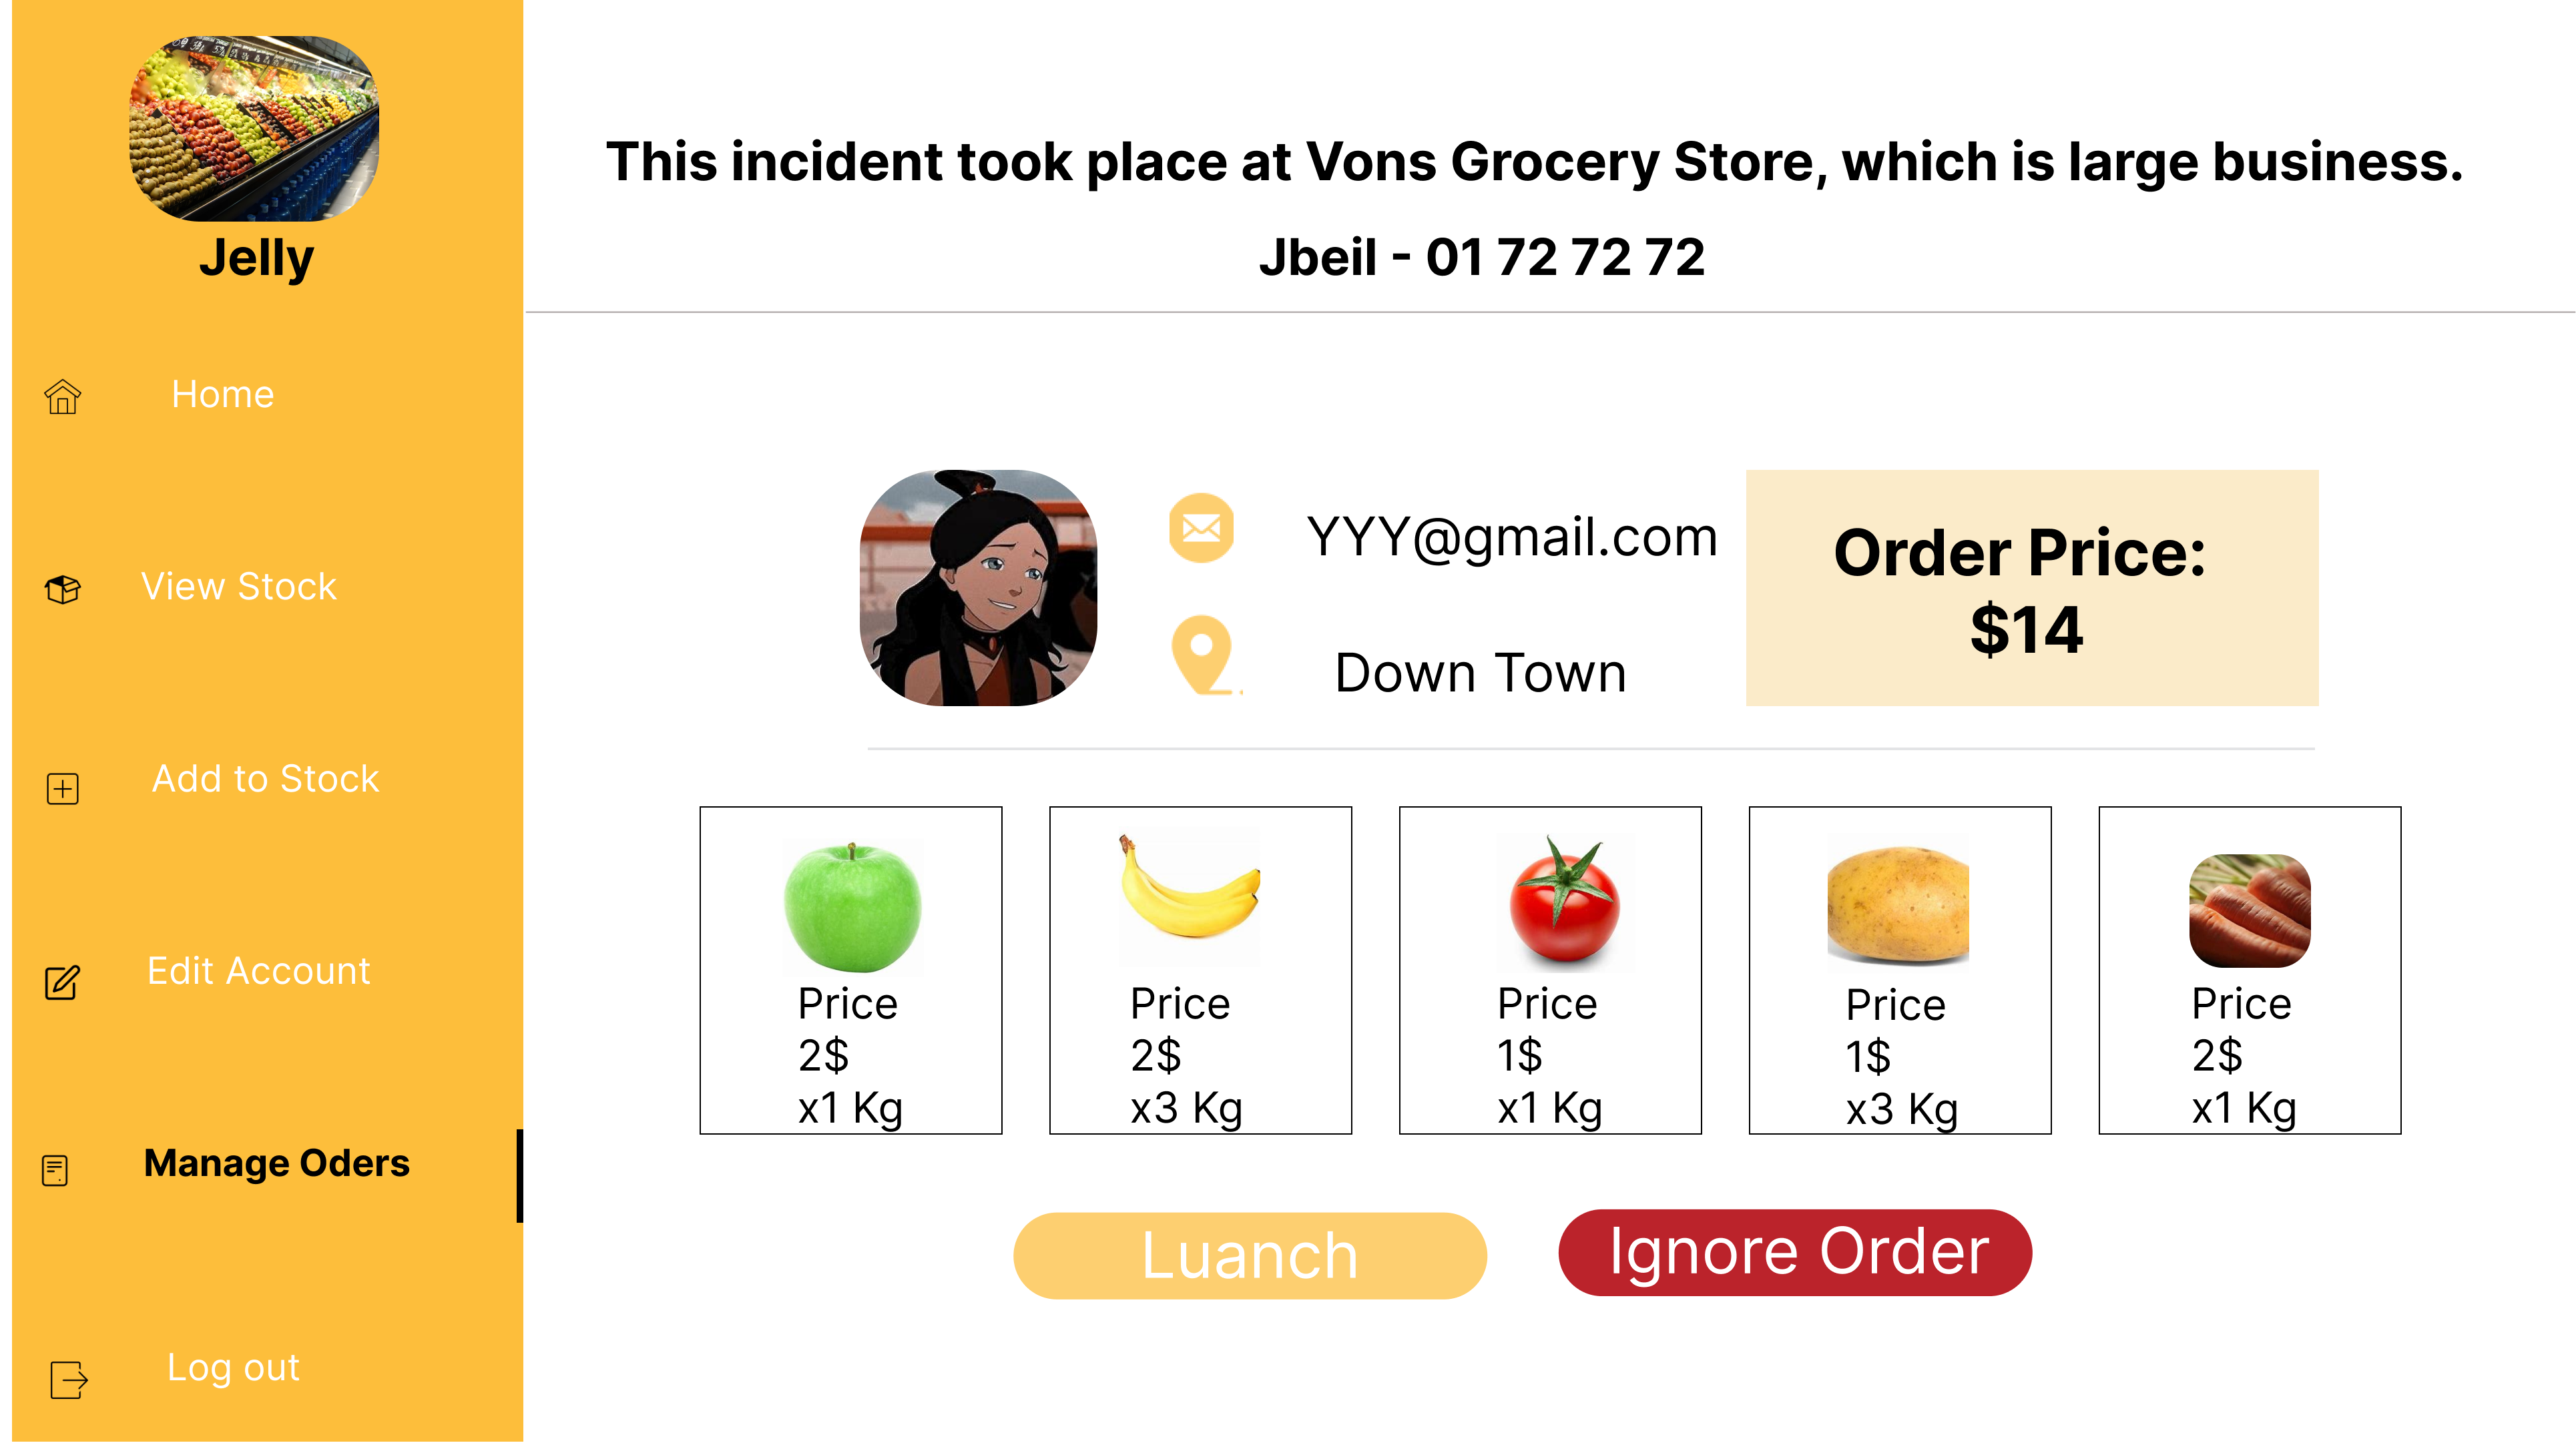 Jelly
Home
View Stock
Add to Stock
Edit Account
Manage Oders
Log out
This incident took place at Vons Grocery Store, which is large business.
Jbeil - 01 72 72 72
YYY@gmail.com
Down Town
Order Price:
$14
Price
2$
x1 Kg
Price
2$
x3 Kg
Price
1$
x1 Kg
Price
1$
x3 Kg
Price
2$
x1 Kg
Luanch
Ignore Order